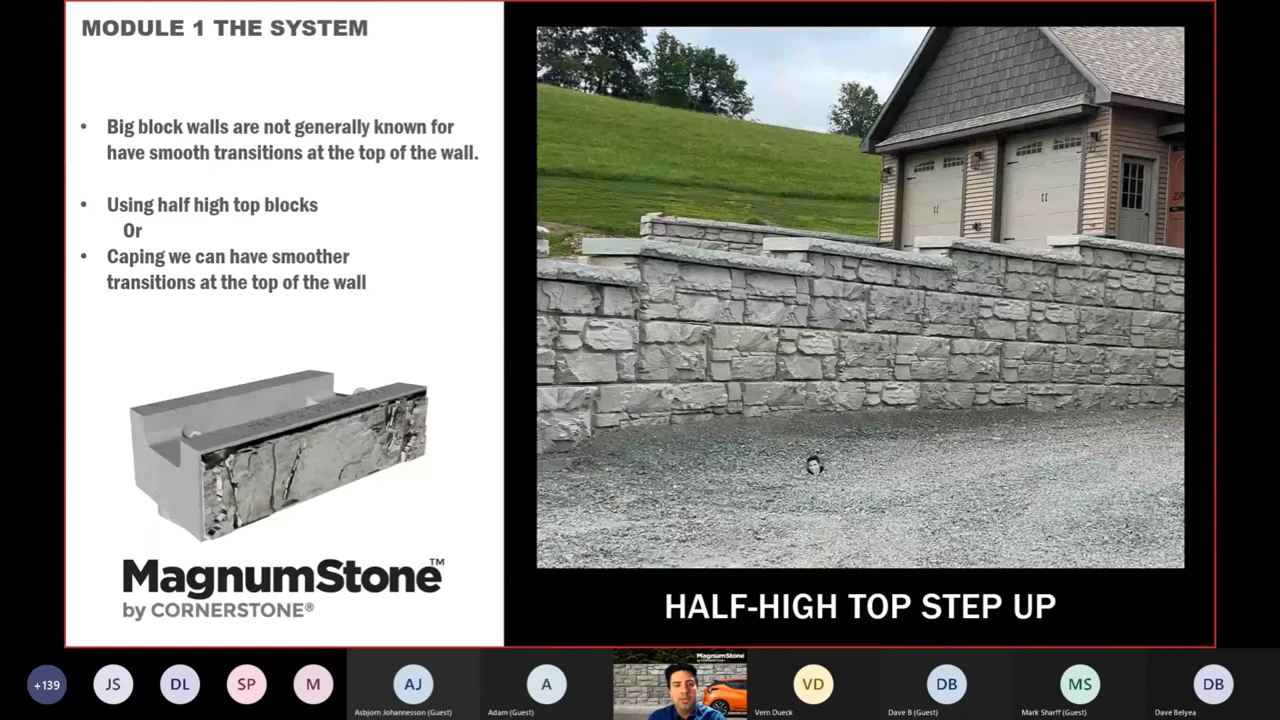 MODULE 1 THE SYSTEM
• Big block walls are not generally known for
have smooth transitions at the top of the wall.
• Using half high top blocks
Or
• Caping we can have smoother
transitions at the top of the wall
MagnumStone™
by CORNERSTONE®
HALF-HIGH TOP STEP UP
+139
JS
DL
SP
M
AJ
Asbjorn Johannesson (Guest)
A
Adam (Guest)
MagnumStone
VD
Vern Dueck
DB
Dave B (Guest)
MS
Mark Sharff (Guest)
DB
Dave Belyea